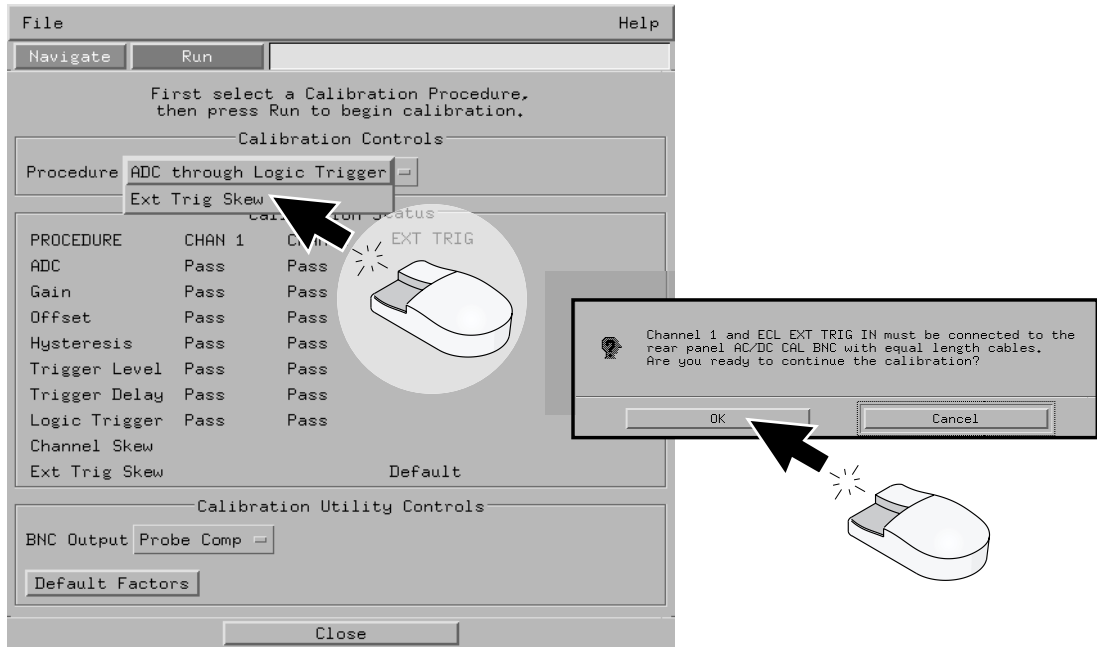 File Help
Navigate Run
First select a Calibration Procedure,
then press Run to begin calibration.
Calibration Controls
Procedure ADC through Logic Trigger
Ext Trig Skew
Status
PROCEDURE CHAN 1 EXT TRIG
ADC Pass Pass
Gain Pass Pass
Offset Pass Pass
Hysteresis Pass Pass
Trigger Level Pass Pass
Trigger Delay Pass Pass
Logic Trigger Pass Pass
Channel Skew
Ext Trig Skew Default
Calibration Utility Controls
BNC Output Probe Comp
Default Factors
Close
Channel 1 and ECL EXT TRIG IN must be connected to the
rear panel AC/DC CAL BNC with equal length cables.
Are you ready to continue the calibration?
OK Cancel